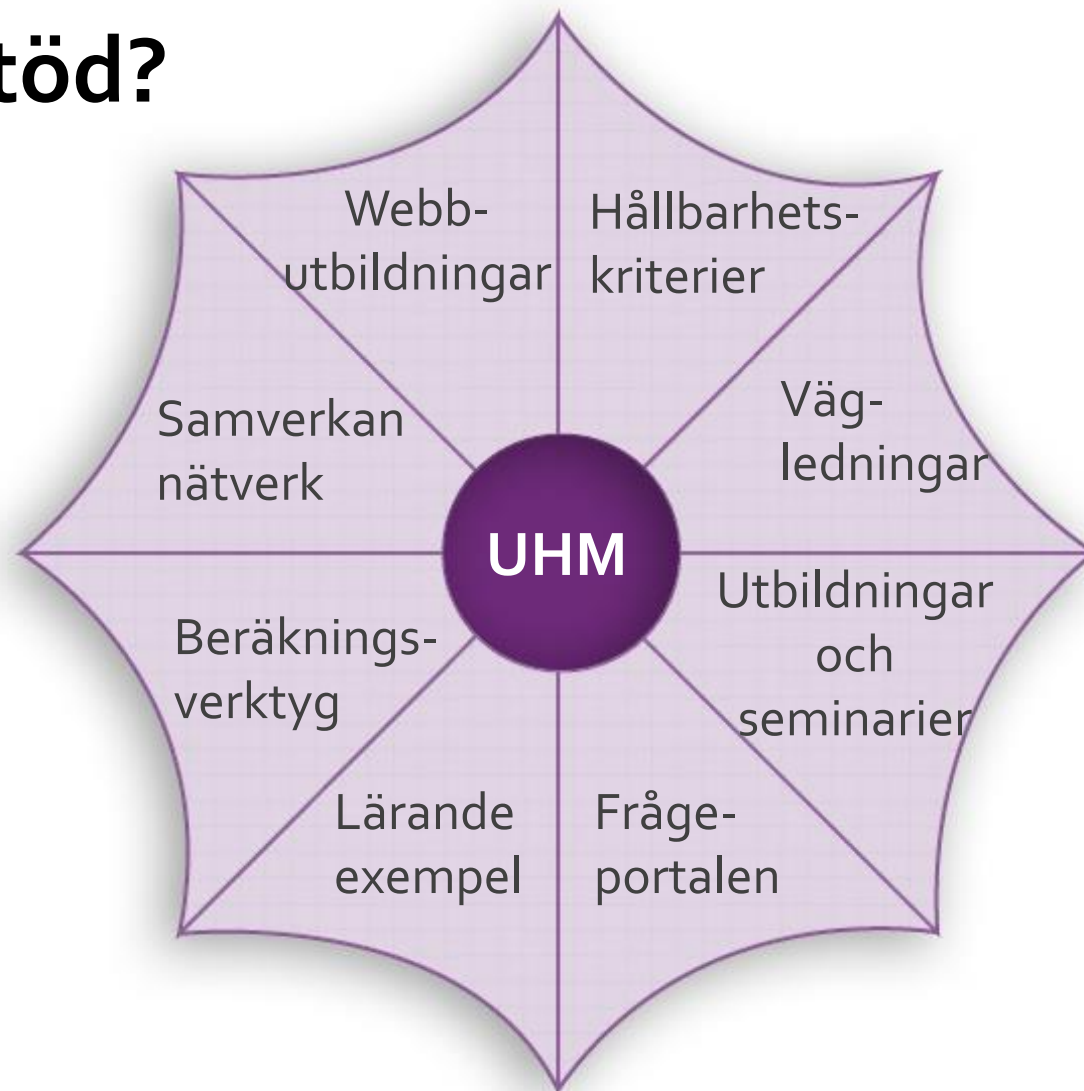 töd?
Webb-
utbildningar
Hållbarhets-
kriterier
Väg-
ledningar
Utbildningar
och
seminarier
Fråge-
portalen
Lärande
exempel
Beräknings-
verktyg
Samverkan
nätverk
UHM